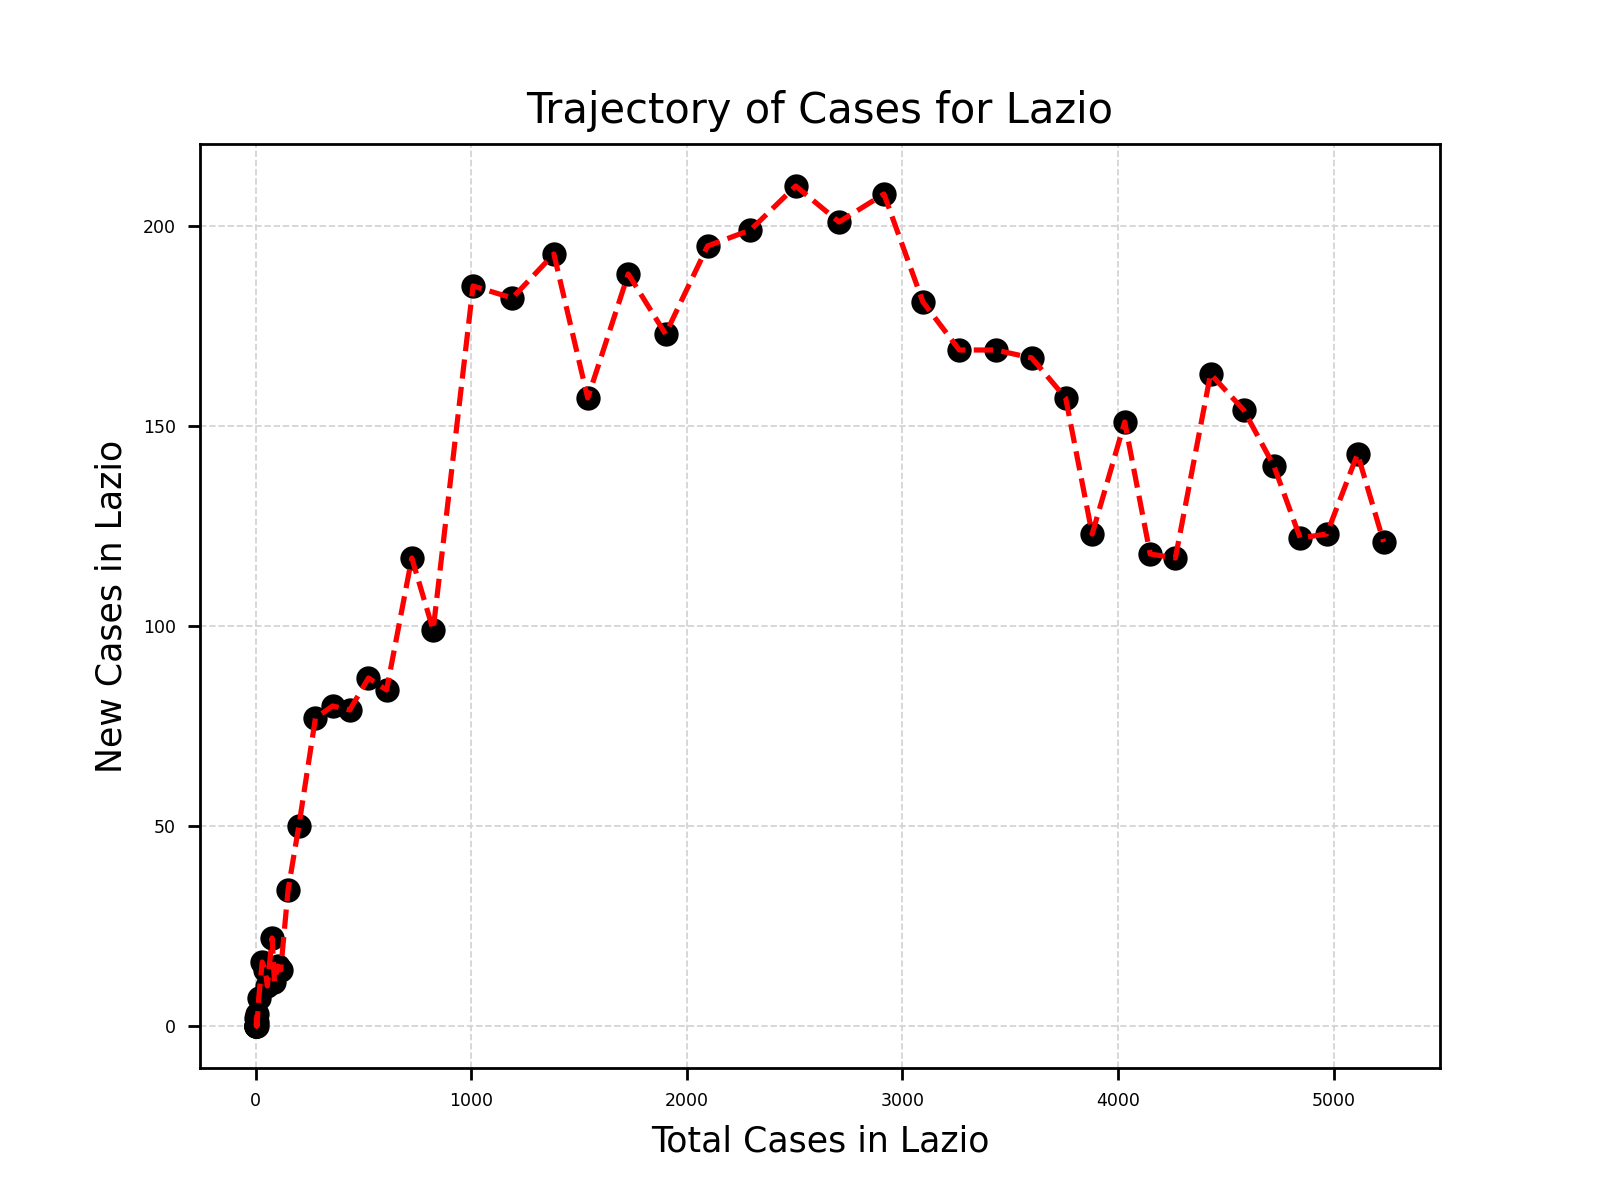 Trajectory of Cases for Lazio
200
150
100
50
0
New Cases in Lazio
0 1000 2000 3000 4000 5000
Total Cases in Lazio